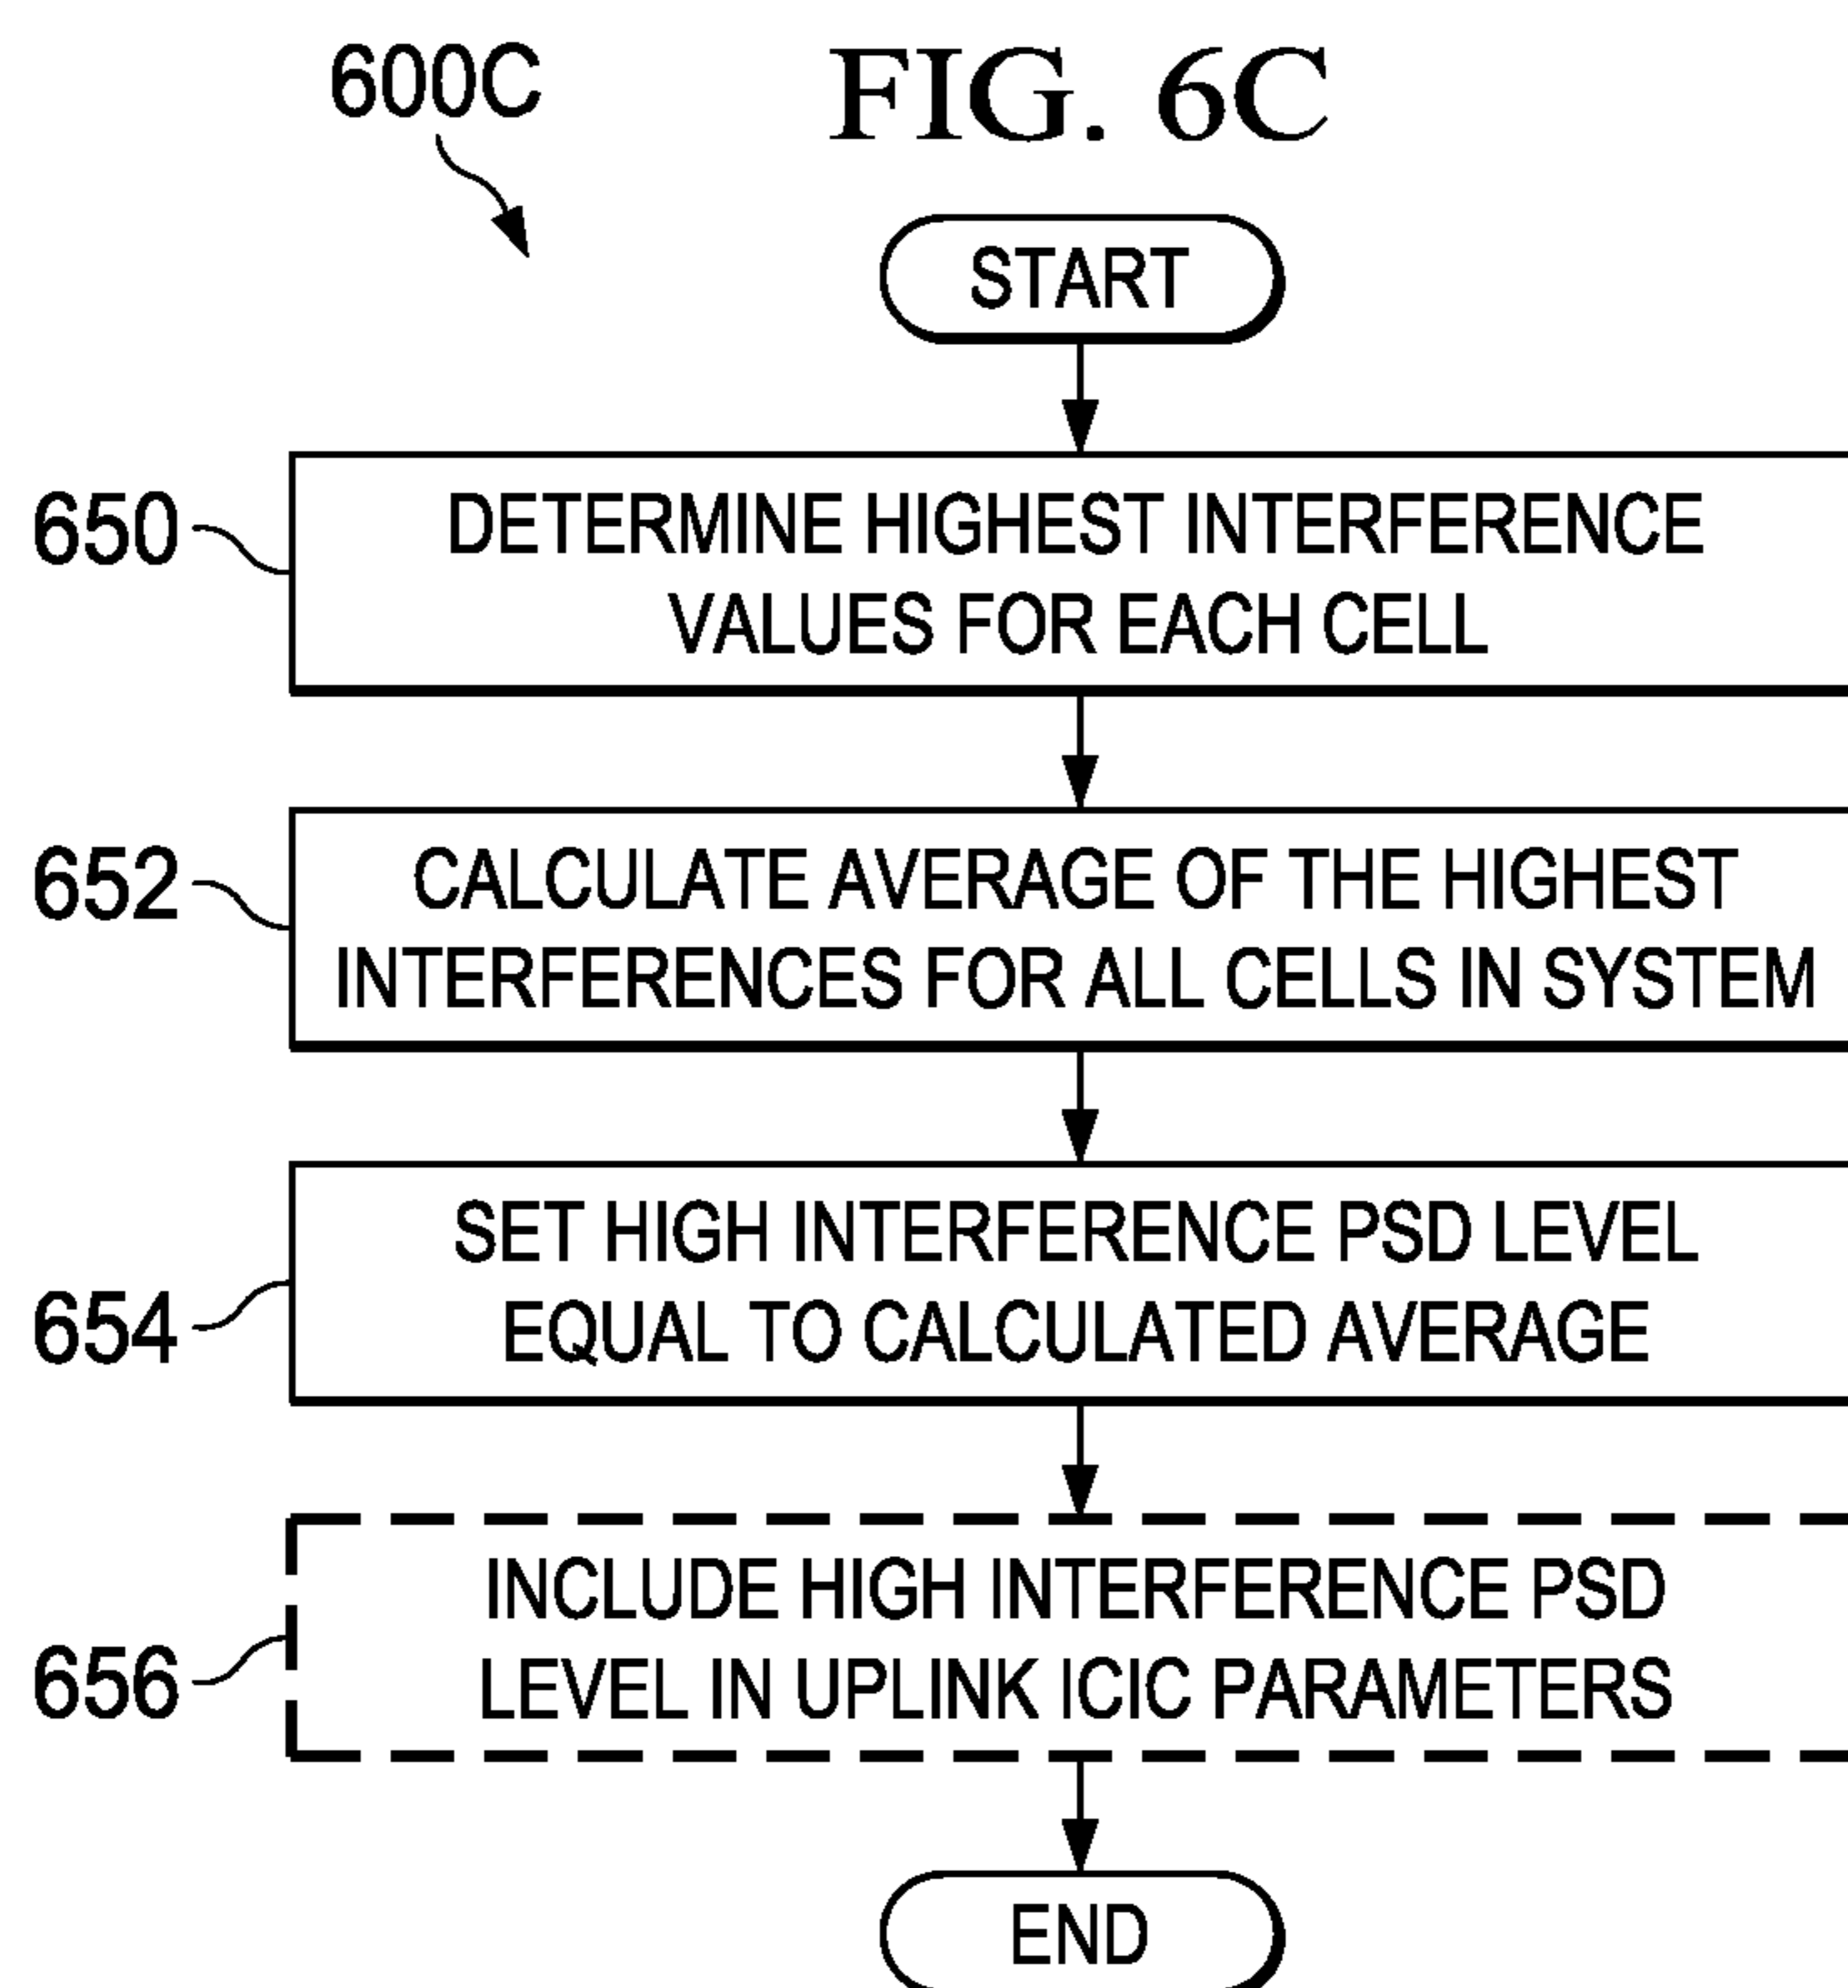 600C
FIG. 6C
START
650
DETERMINE HIGHEST INTERFERENCE
VALUES FOR EACH CELL
652
CALCULATE AVERAGE OF THE HIGHEST
INTERFERENCES FOR ALL CELLS IN SYSTEM
654
SET HIGH INTERFERENCE PSD LEVEL
EQUAL TO CALCULATED AVERAGE
656
INCLUDE HIGH INTERFERENCE PSD
LEVEL IN UPLINK ICIC PARAMETERS
END